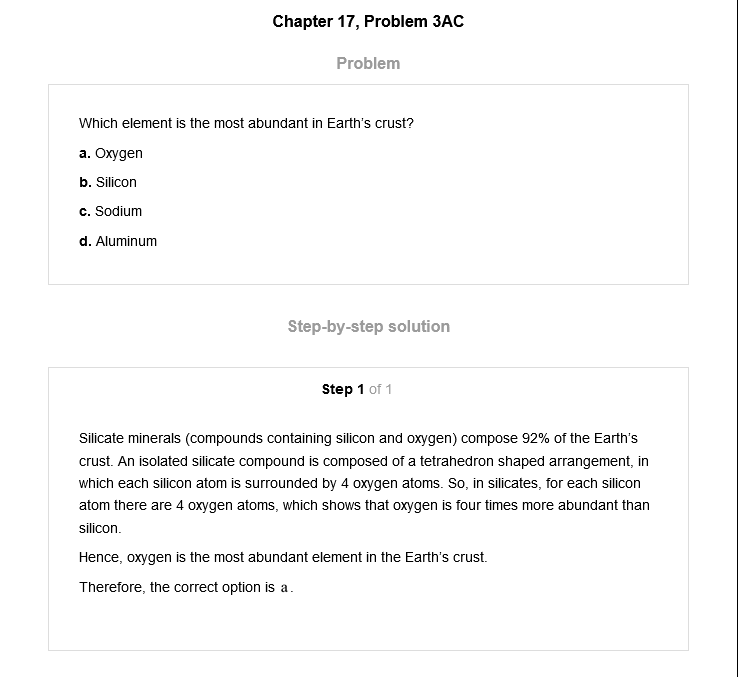 Chapter 17, Problem 3AC
Problem
Which element is the most abundant in Earth's crust?
a. Oxygen
b. Silicon
c. Sodium
d. Aluminum
Step-by-step solution
Step 1 of 1
Silicate minerals (compounds containing silicon and oxygen) compose 92% of the Earth's
crust. An isolated silicate compound is composed of a tetrahedron shaped arrangement, in
which each silicon atom is surrounded by 4 oxygen atoms. So, in silicates, for each silicon
atom there are 4 oxygen atoms, which shows that oxygen is four times more abundant than
silicon.
Hence, oxygen is the most abundant element in the Earth's crust.
Therefore, the correct option is a.